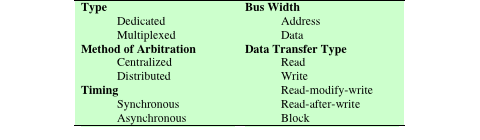 Type Bus Width
Dedicated Address
Multiplexed Data
Method of Arbitration Data Transfer Type
Centralized Read
Distributed Write
Timing Read-modify-write
Synchronous Read-after-write
Asynchronous Block